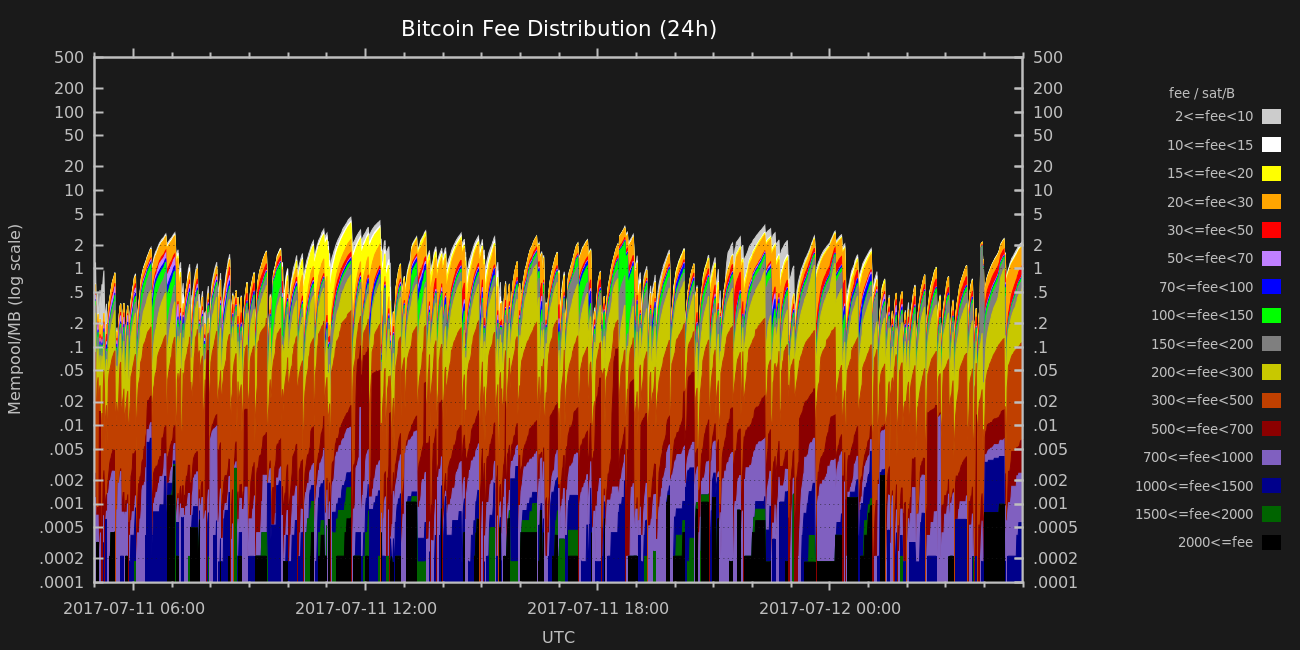 Bitcoin Fee Distribution (24h)
500 500
200 200
100 100
50 50
20 20
10 10
5 5
2 2
1 1
.5 .5
.2 .2
.1 .1
.05 .05
.02 .02
.01 .01
.005 .005
.002 .002
.001 .001
.0005 .0005
.0002 .0002
.0001 .0001
Mempool/MB (log scale)
2017-07-11 06:00 2017-07-11 12:00 2017-07-11 18:00 2017-07-12 00:00
UTC
fee / sat/B
2<=fee<10
10<=fee<15
15<=fee<20
20<=fee<30
30<=fee<50
50<=fee<70
70<=fee<100
100<=fee<150
150<=fee<200
200<=fee<300
300<=fee<500
500<=fee<700
700<=fee<1000
1000<=fee<1500
1500<=fee<2000
2000<=fee